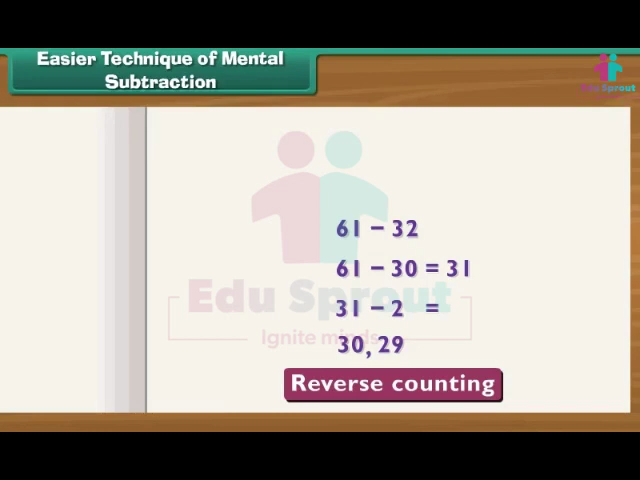 Easier Technique of Mental
Subtraction
Edu Sprout
61 – 32
61 – 30 = 31
Edu Sprout
31 – 2 =
Ignite minds
30, 29
Reverse counting